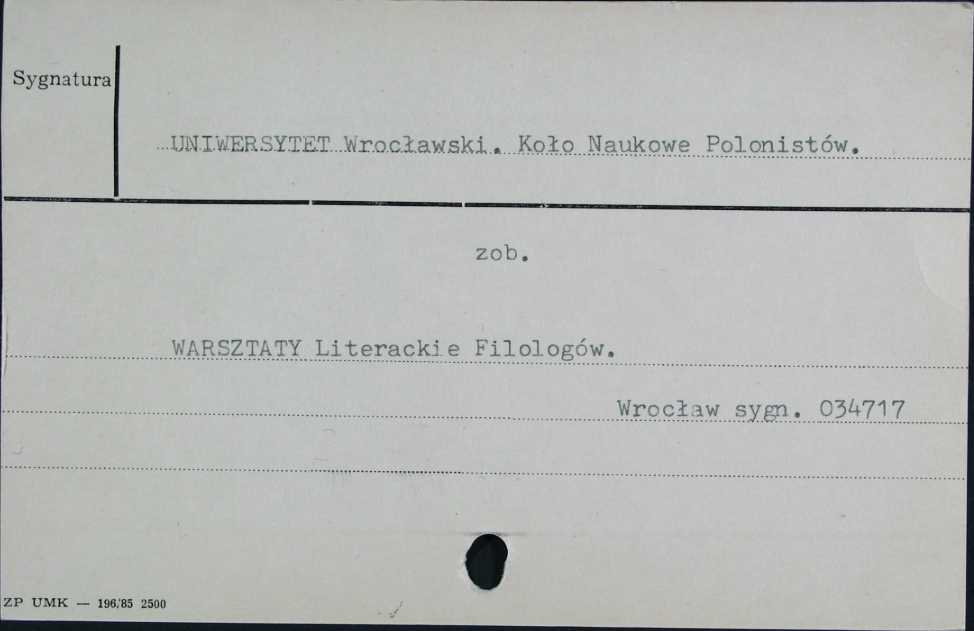 Sygnatura
UNIWERSYTET Wrocławski. Koło Naukowe Polonistów.
zob.
WARSZTATY Literackie Filologów.
Wrocław sygn. 034717
ZP UMK — 196/85 2500